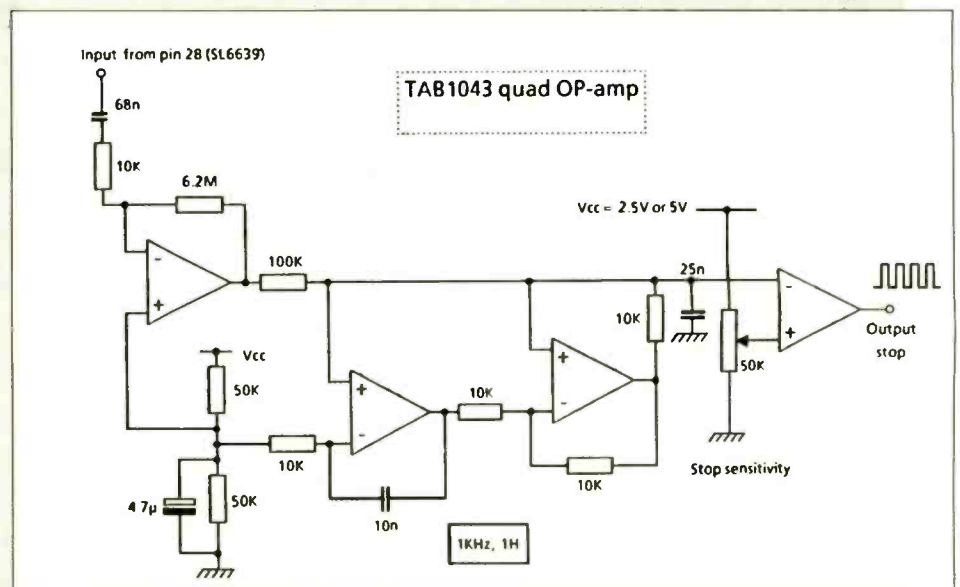 Input from pin 28 (SL6639)
TAB1043 quad OP-amp
68n
10K
6.2M
Vcc = 2.5V or 5V
-
+
100K
25n
10K
-
+
50K
Output
stop
Vcc
50K
+
-
10K
+
-
10K
10K
Stop sensitivity
4.7µ
50K
10n
1KHz, 1H